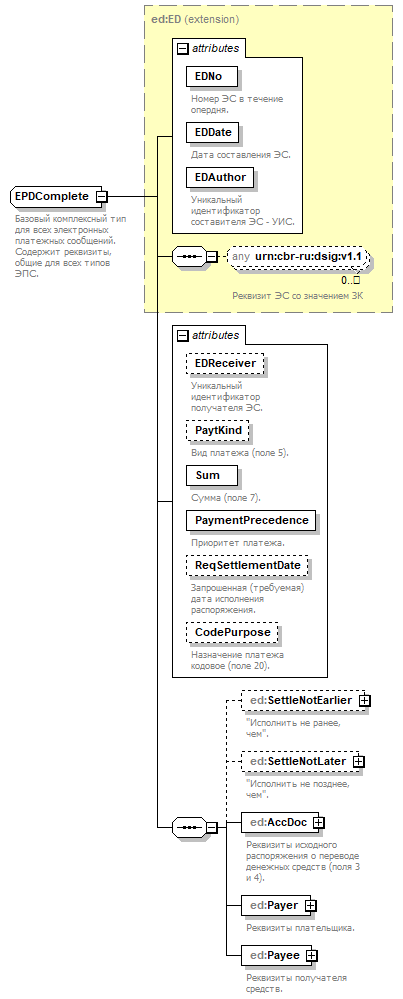 ed:ED (extension)
attributes
EDNo
Номер ЭС в течение
опердня.
EDDate
Дата составления ЭС.
EDAuthor
Уникальный
идентификатор
составителя ЭС - УИС.
EPDComplete
Базовый комплексный тип
для всех электронных
платежных сообщений.
Содержит реквизиты,
общие для всех типов
ЭПС.
any urn:cbr-ru:dsig:v1.1
0..□
Реквизит ЭС со значением ЗК
attributes
EDReceiver
Уникальный
идентификатор
получателя ЭС.
PaytKind
Вид платежа (поле 5).
Sum
Сумма (поле 7).
PaymentPrecedence
Приоритет платежа.
ReqSettlementDate
Запрошенная (требуемая)
дата исполнения
распоряжения.
CodePurpose
Назначение платежа
кодовое (поле 20).
ed:SettleNotEarlier
"Исполнить не ранее,
чем".
ed:SettleNotLater
"Исполнить не позднее,
чем".
ed:AccDoc
Реквизиты исходного
распоряжения о переводе
денежных средств (поля 3
и 4).
ed:Payer
Реквизиты плательщика.
ed:Payee
Реквизиты получателя
средств.